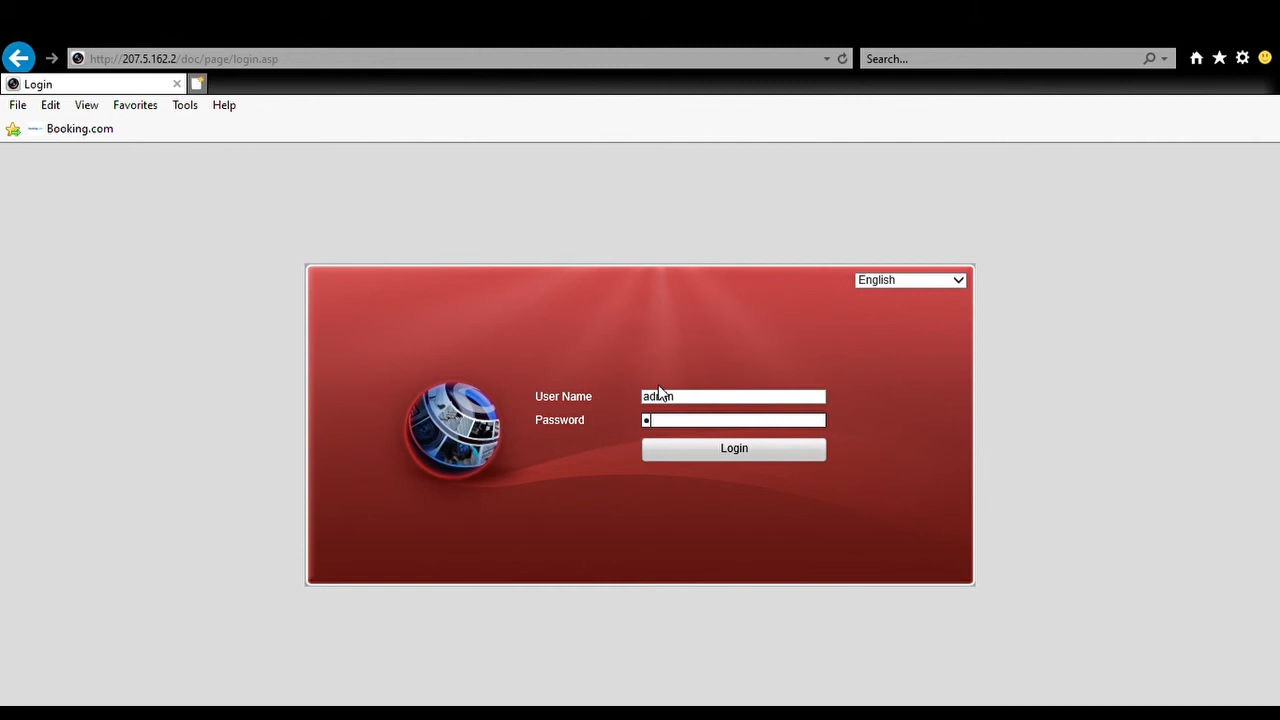 http://207.5.162.2/doc/page/login.asp
Search...
Login
File Edit View Favorites Tools Help
Booking.com
English
User Name admin
Password
Login